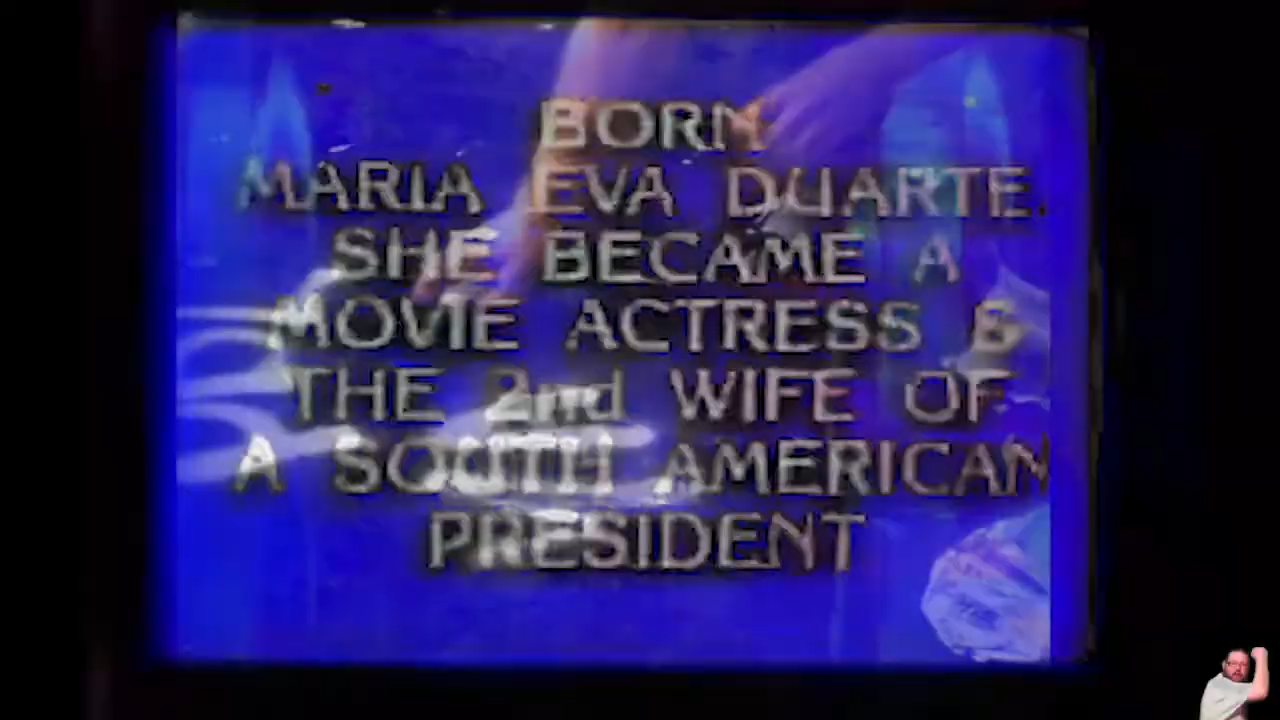 BORN
MARIA EVA DUARTE,
SHE BECAME A
MOVIE ACTRESS &
THE 2nd WIFE OF
A SOUTH AMERICAN
PRESIDENT